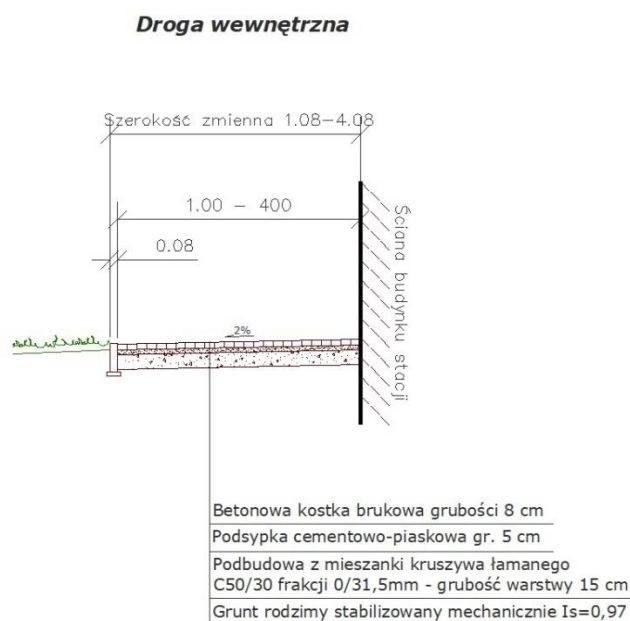 Droga wewnętrzna
Szerokość zmienna 1.08-4.08
1.00 - 400
0.08
2%
Ściana budynku stacji
Betonowa kostka brukowa grubości 8 cm
Podsypka cementowo-piaskowa gr. 5 cm
Podbudowa z mieszanki kruszywa łamanego
C50/30 frakcji 0/31,5mm - grubość warstwy 15 cm
Grunt rodzimy stabilizowany mechanicznie Is=0,97